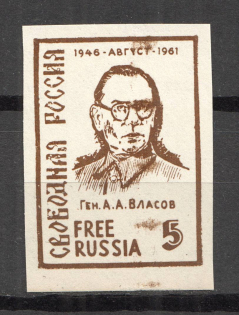 СВОБОДНАЯ РОССИЯ
1946-АВГУСТ-1961
ГЕН. А.А. ВЛАСОВ
FREE
RUSSIA 5